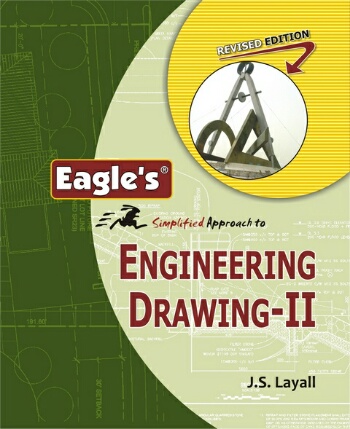 REVISED EDITION
Eagle's®
Simplified Approach to
ENGINEERING
DRAWING-II
J.S. Layall